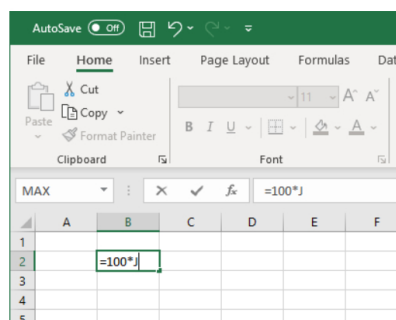 AutoSave Off
File Home Insert Page Layout Formulas Dat
Paste
Cut
Copy
Format Painter
Clipboard
11 A A
B I U A
Font
MAX fx =100*J
A B C D E F
1
2 =100*J
3
4
5